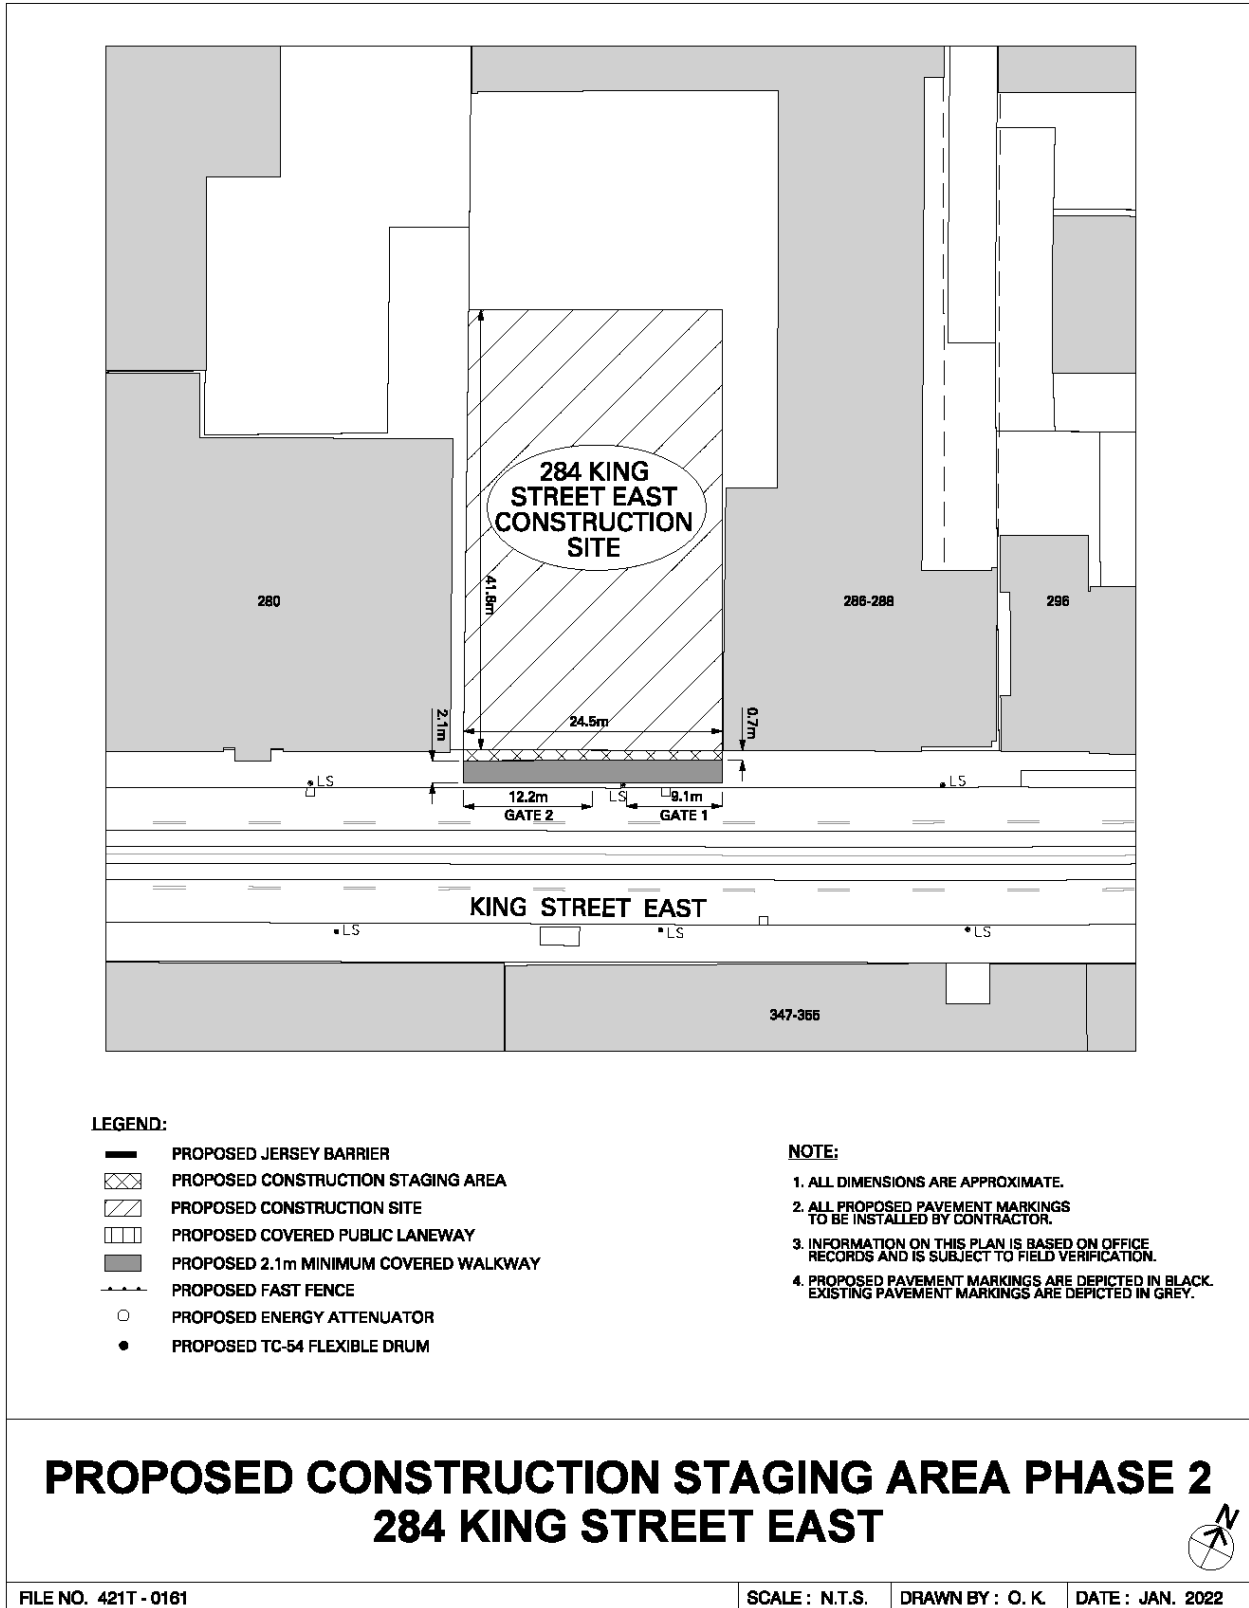 284 KING
STREET EAST
CONSTRUCTION
SITE
41.8m
280
286-288
296
2.1m
24.5m
0.7m
LS
LS
LS
12.2m
9.1m
GATE 2
GATE 1
KING STREET EAST
LS
LS
LS
347-355
LEGEND:
PROPOSED JERSEY BARRIER
PROPOSED CONSTRUCTION STAGING AREA
PROPOSED CONSTRUCTION SITE
PROPOSED COVERED PUBLIC LANEWAY
PROPOSED 2.1m MINIMUM COVERED WALKWAY
PROPOSED FAST FENCE
PROPOSED ENERGY ATTENUATOR
PROPOSED TC-54 FLEXIBLE DRUM
NOTE:
1. ALL DIMENSIONS ARE APPROXIMATE.
2. ALL PROPOSED PAVEMENT MARKINGS
TO BE INSTALLED BY CONTRACTOR.
3. INFORMATION ON THIS PLAN IS BASED ON OFFICE
RECORDS AND IS SUBJECT TO FIELD VERIFICATION.
4. PROPOSED PAVEMENT MARKINGS ARE DEPICTED IN BLACK.
EXISTING PAVEMENT MARKINGS ARE DEPICTED IN GREY.
PROPOSED CONSTRUCTION STAGING AREA PHASE 2
284 KING STREET EAST
N
FILE NO. 421T - 0161
SCALE : N.T.S.
DRAWN BY : O. K.
DATE : JAN. 2022